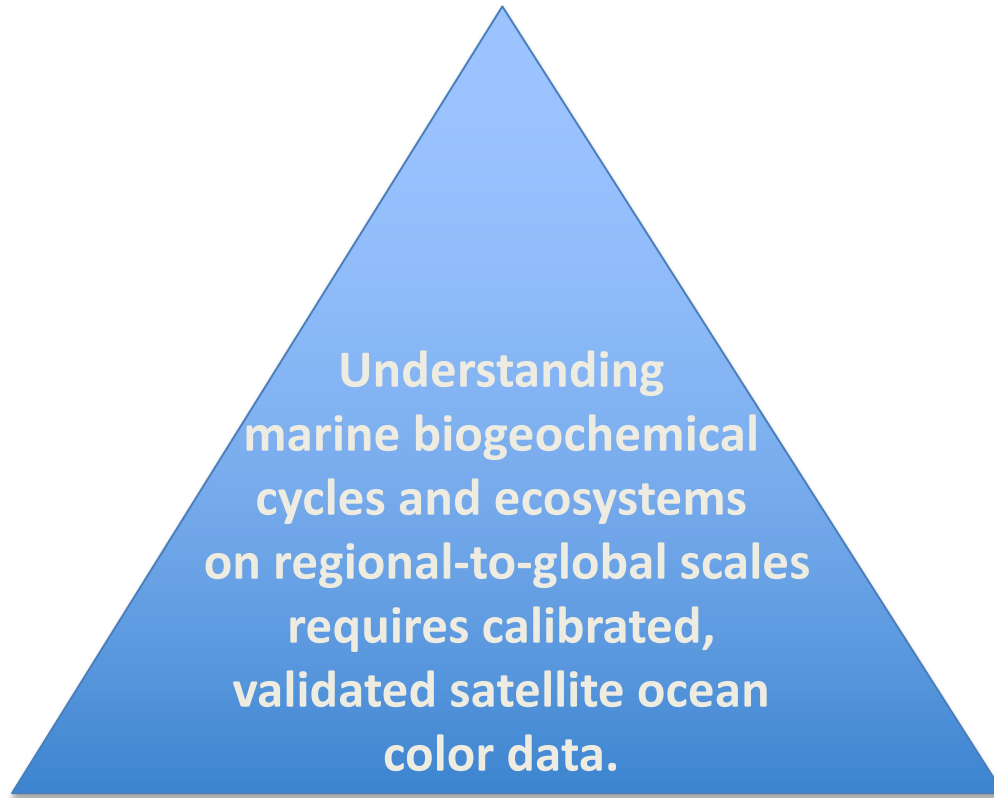 Understanding
marine biogeochemical
cycles and ecosystems
on regional-to-global scales
requires calibrated,
validated satellite ocean
color data.